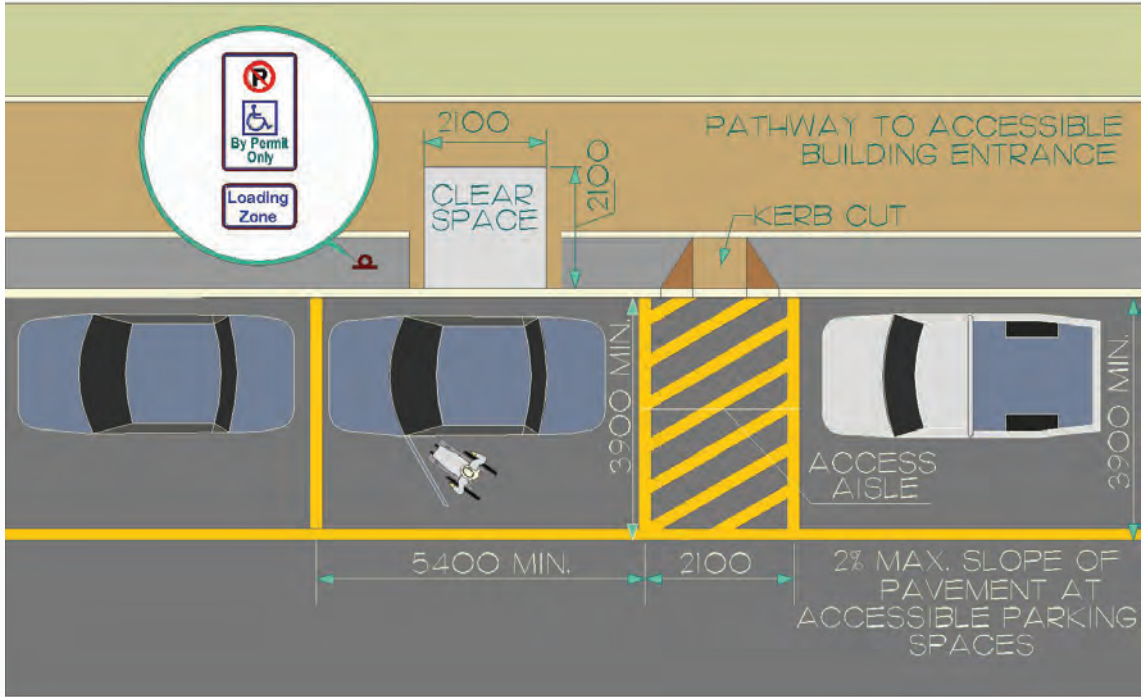 P
By Permit
Only
Loading
Zone
2100
2100
CLEAR
SPACE
PATHWAY TO ACCESSIBLE
BUILDING ENTRANCE
KERB CUT
3900 MIN.
ACCESS
AISLE
3900 MIN.
5400 MIN.
2100
2% MAX. SLOPE OF
PAVEMENT AT
ACCESSIBLE PARKING
SPACES